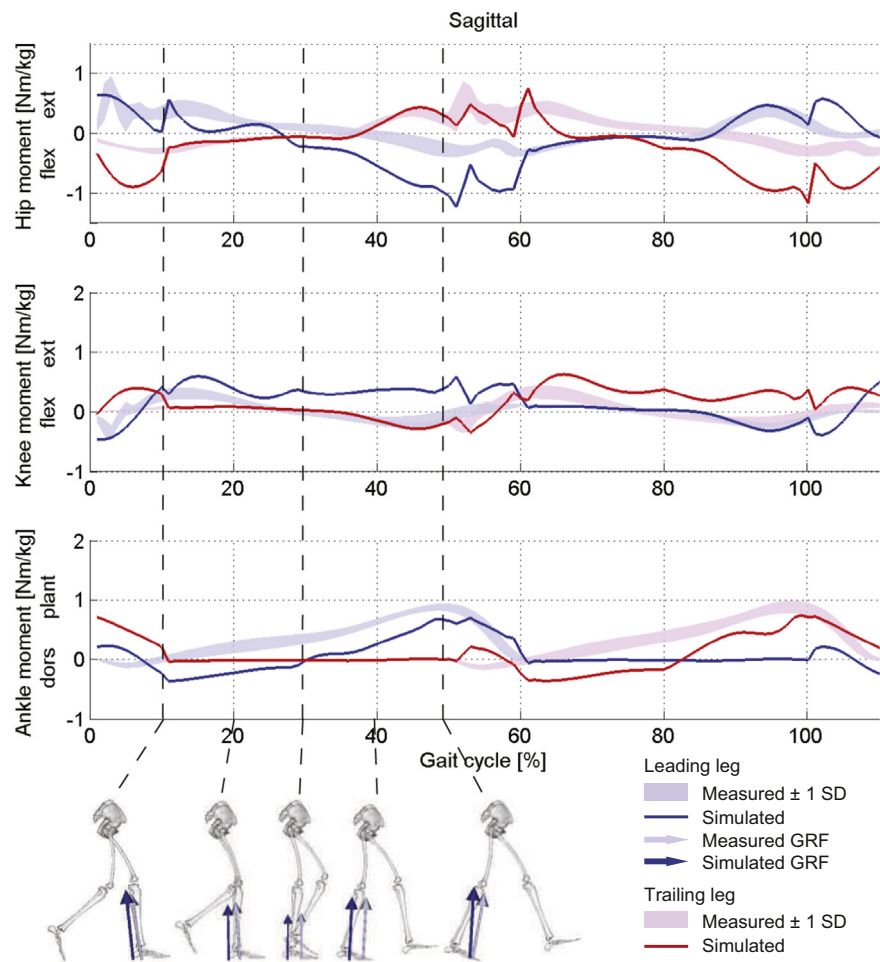 Sagittal
Hip moment [Nm/kg]
flex ext
1
0
-1
0 20 40 60 80 100
Knee moment [Nm/kg]
flex ext
2
1
0
-1
0 20 40 60 80 100
Ankle moment [Nm/kg]
dors plant
2
1
0
-1
0 20 40 60 80 100
Gait cycle [%]
Leading leg
Measured ± 1 SD
Simulated
Measured GRF
Simulated GRF
Trailing leg
Measured ± 1 SD
Simulated